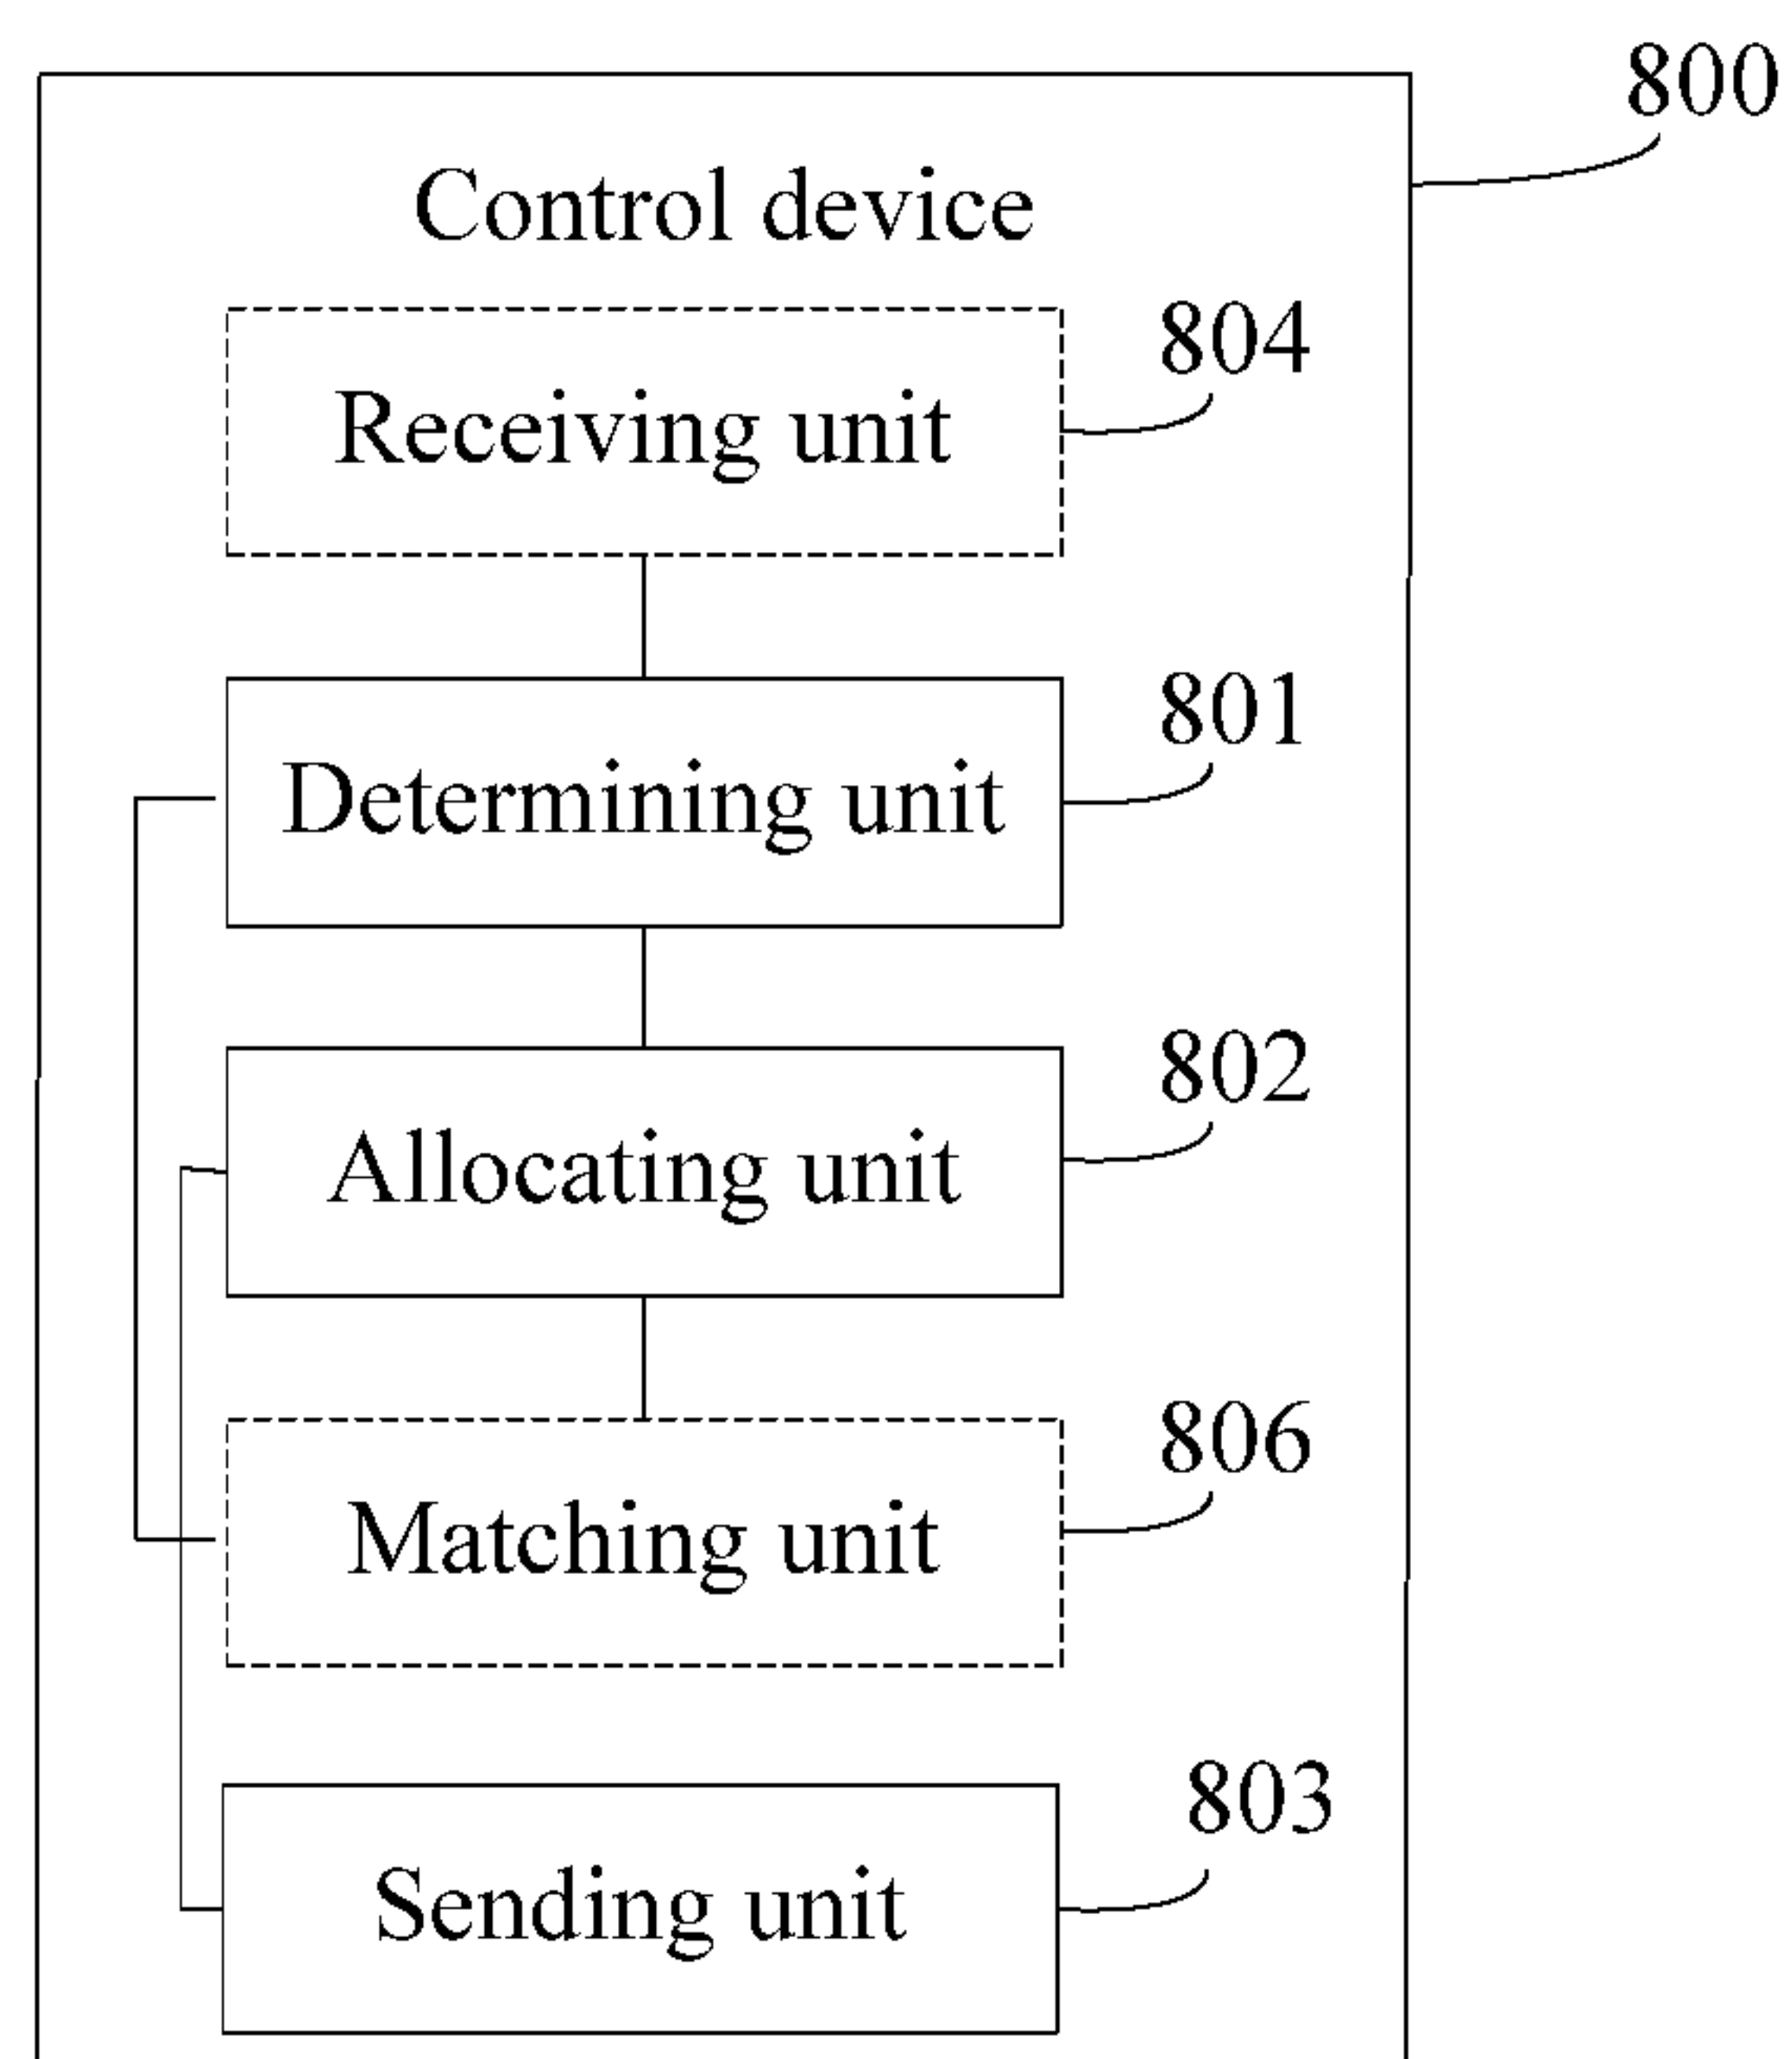 800
Control device
804
Receiving unit
801
Determining unit
802
Allocating unit
806
Matching unit
803
Sending unit